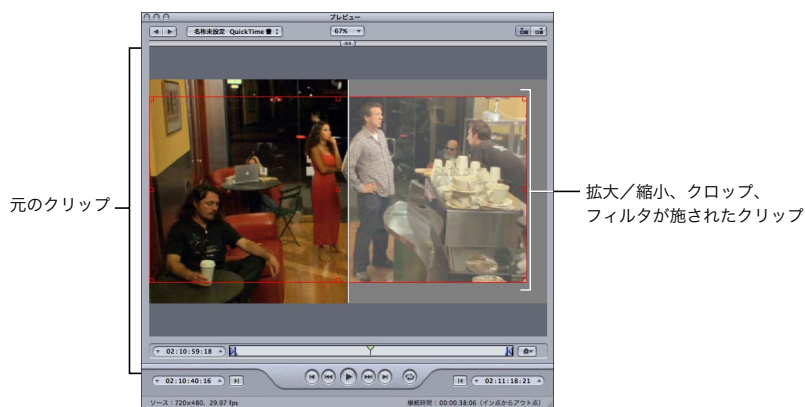 プレビュー
名称未設定 QuickTime
67%
元のクリップ
拡大／縮小、クロップ、
フィルタが施されたクリップ
02:10:59:18
02:10:40:16
02:11:18:21
ソース：720×480、29.97 fps
継続時間：00:00:38:06（イン点からアウト点）